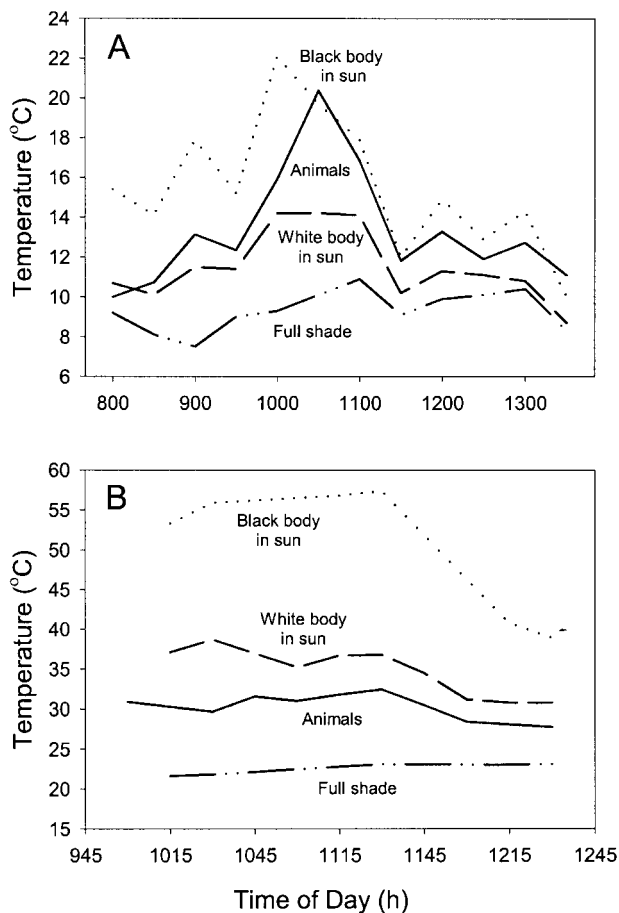 A
24
22
20
18
16
14
12
10
8
6
Temperature (°C)
Black body
in sun
Animals
White body
in sun
Full shade
800 900 1000 1100 1200 1300
B
60
55
50
45
40
35
30
25
20
15
Temperature (°C)
Black body
in sun
White body
in sun
Animals
Full shade
945 1015 1045 1115 1145 1215 1245
Time of Day (h)